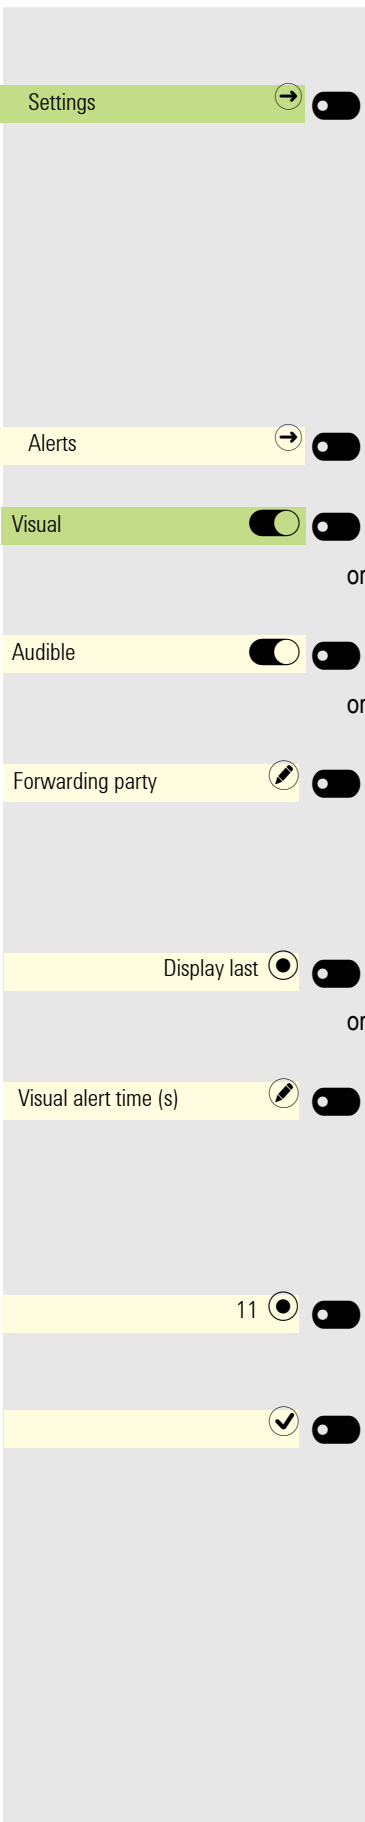 Settings
Alerts
Visual
or
Audible
or
Forwarding party
Display last
or
Visual alert time (s)
11